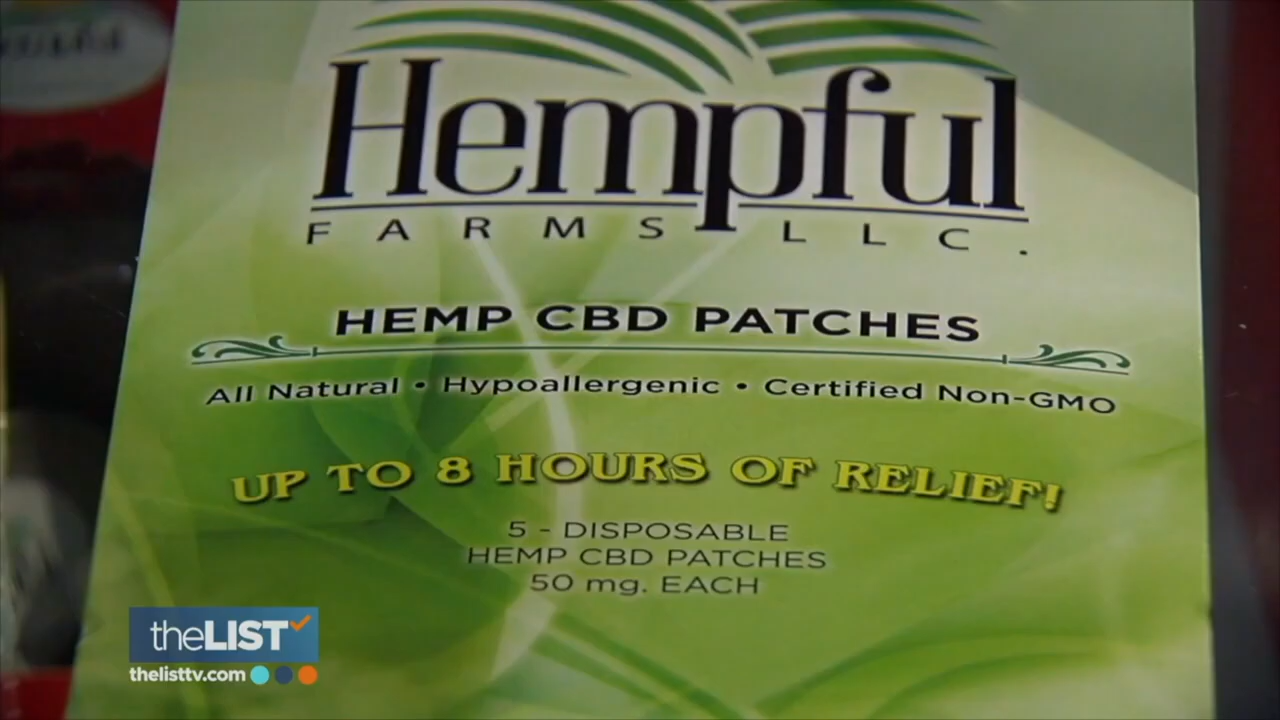 Hempful
FARMS LLC.
HEMP CBD PATCHES
All Natural • Hypoallergenic • Certified Non-GMO
UP TO 8 HOURS OF RELIEF!
5 - DISPOSABLE
HEMP CBD PATCHES
50 mg. EACH
theLIST
thelisttv.com